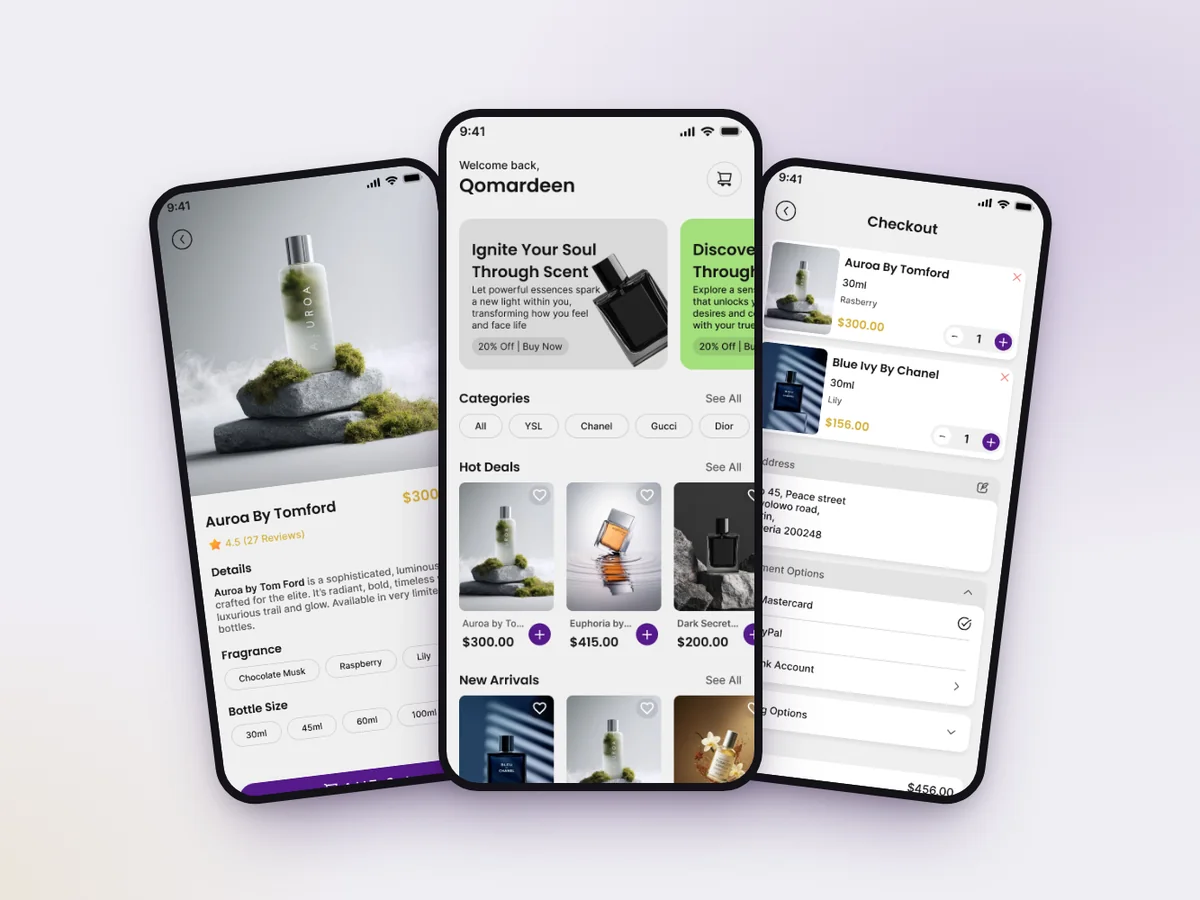 9:41
AUROA
Auroa By Tomford
$300
4.5 (27 Reviews)
Details
Auroa by Tom Ford is a sophisticated, luminous
crafted for the elite. It's radiant, bold, timeless
luxurious trail and glow. Available in very limite
bottles.
Fragrance
Chocolate Musk
Raspberry
Lily
Bottle Size
30ml
45ml
60ml
100ml
9:41
Welcome back,
Qomardeen
Ignite Your Soul
Through Scent
Let powerful essences spark
a new light within you,
transforming how you feel
and face life
20% Off | Buy Now
Discove
Through
Explore a sens
that unlocks y
desires and co
with your true
20% Off | Bu
Categories
See All
All
YSL
Chanel
Gucci
Dior
Hot Deals
See All
Auroa by To...
$300.00
Euphoria by...
$415.00
Dark Secret...
$200.00
New Arrivals
See All
CHANEL
9:41
Checkout
Auroa By Tomford
30ml
Rasberry
$300.00
1
Blue Ivy By Chanel
30ml
Lily
$156.00
1
ddress
45, Peace street
volowo road,
rin,
eria 200248
ment Options
Mastercard
yPal
nk Account
g Options
$456.00